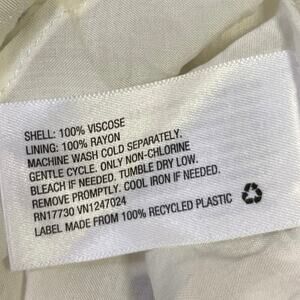 SHELL: 100% VISCOSE
LINING: 100% RAYON
MACHINE WASH COLD SEPARATELY.
GENTLE CYCLE. ONLY NON-CHLORINE
BLEACH IF NEEDED. TUMBLE DRY LOW.
REMOVE PROMPTLY. COOL IRON IF NEEDED.
RN17730 VN1247024
LABEL MADE FROM 100% RECYCLED PLASTIC